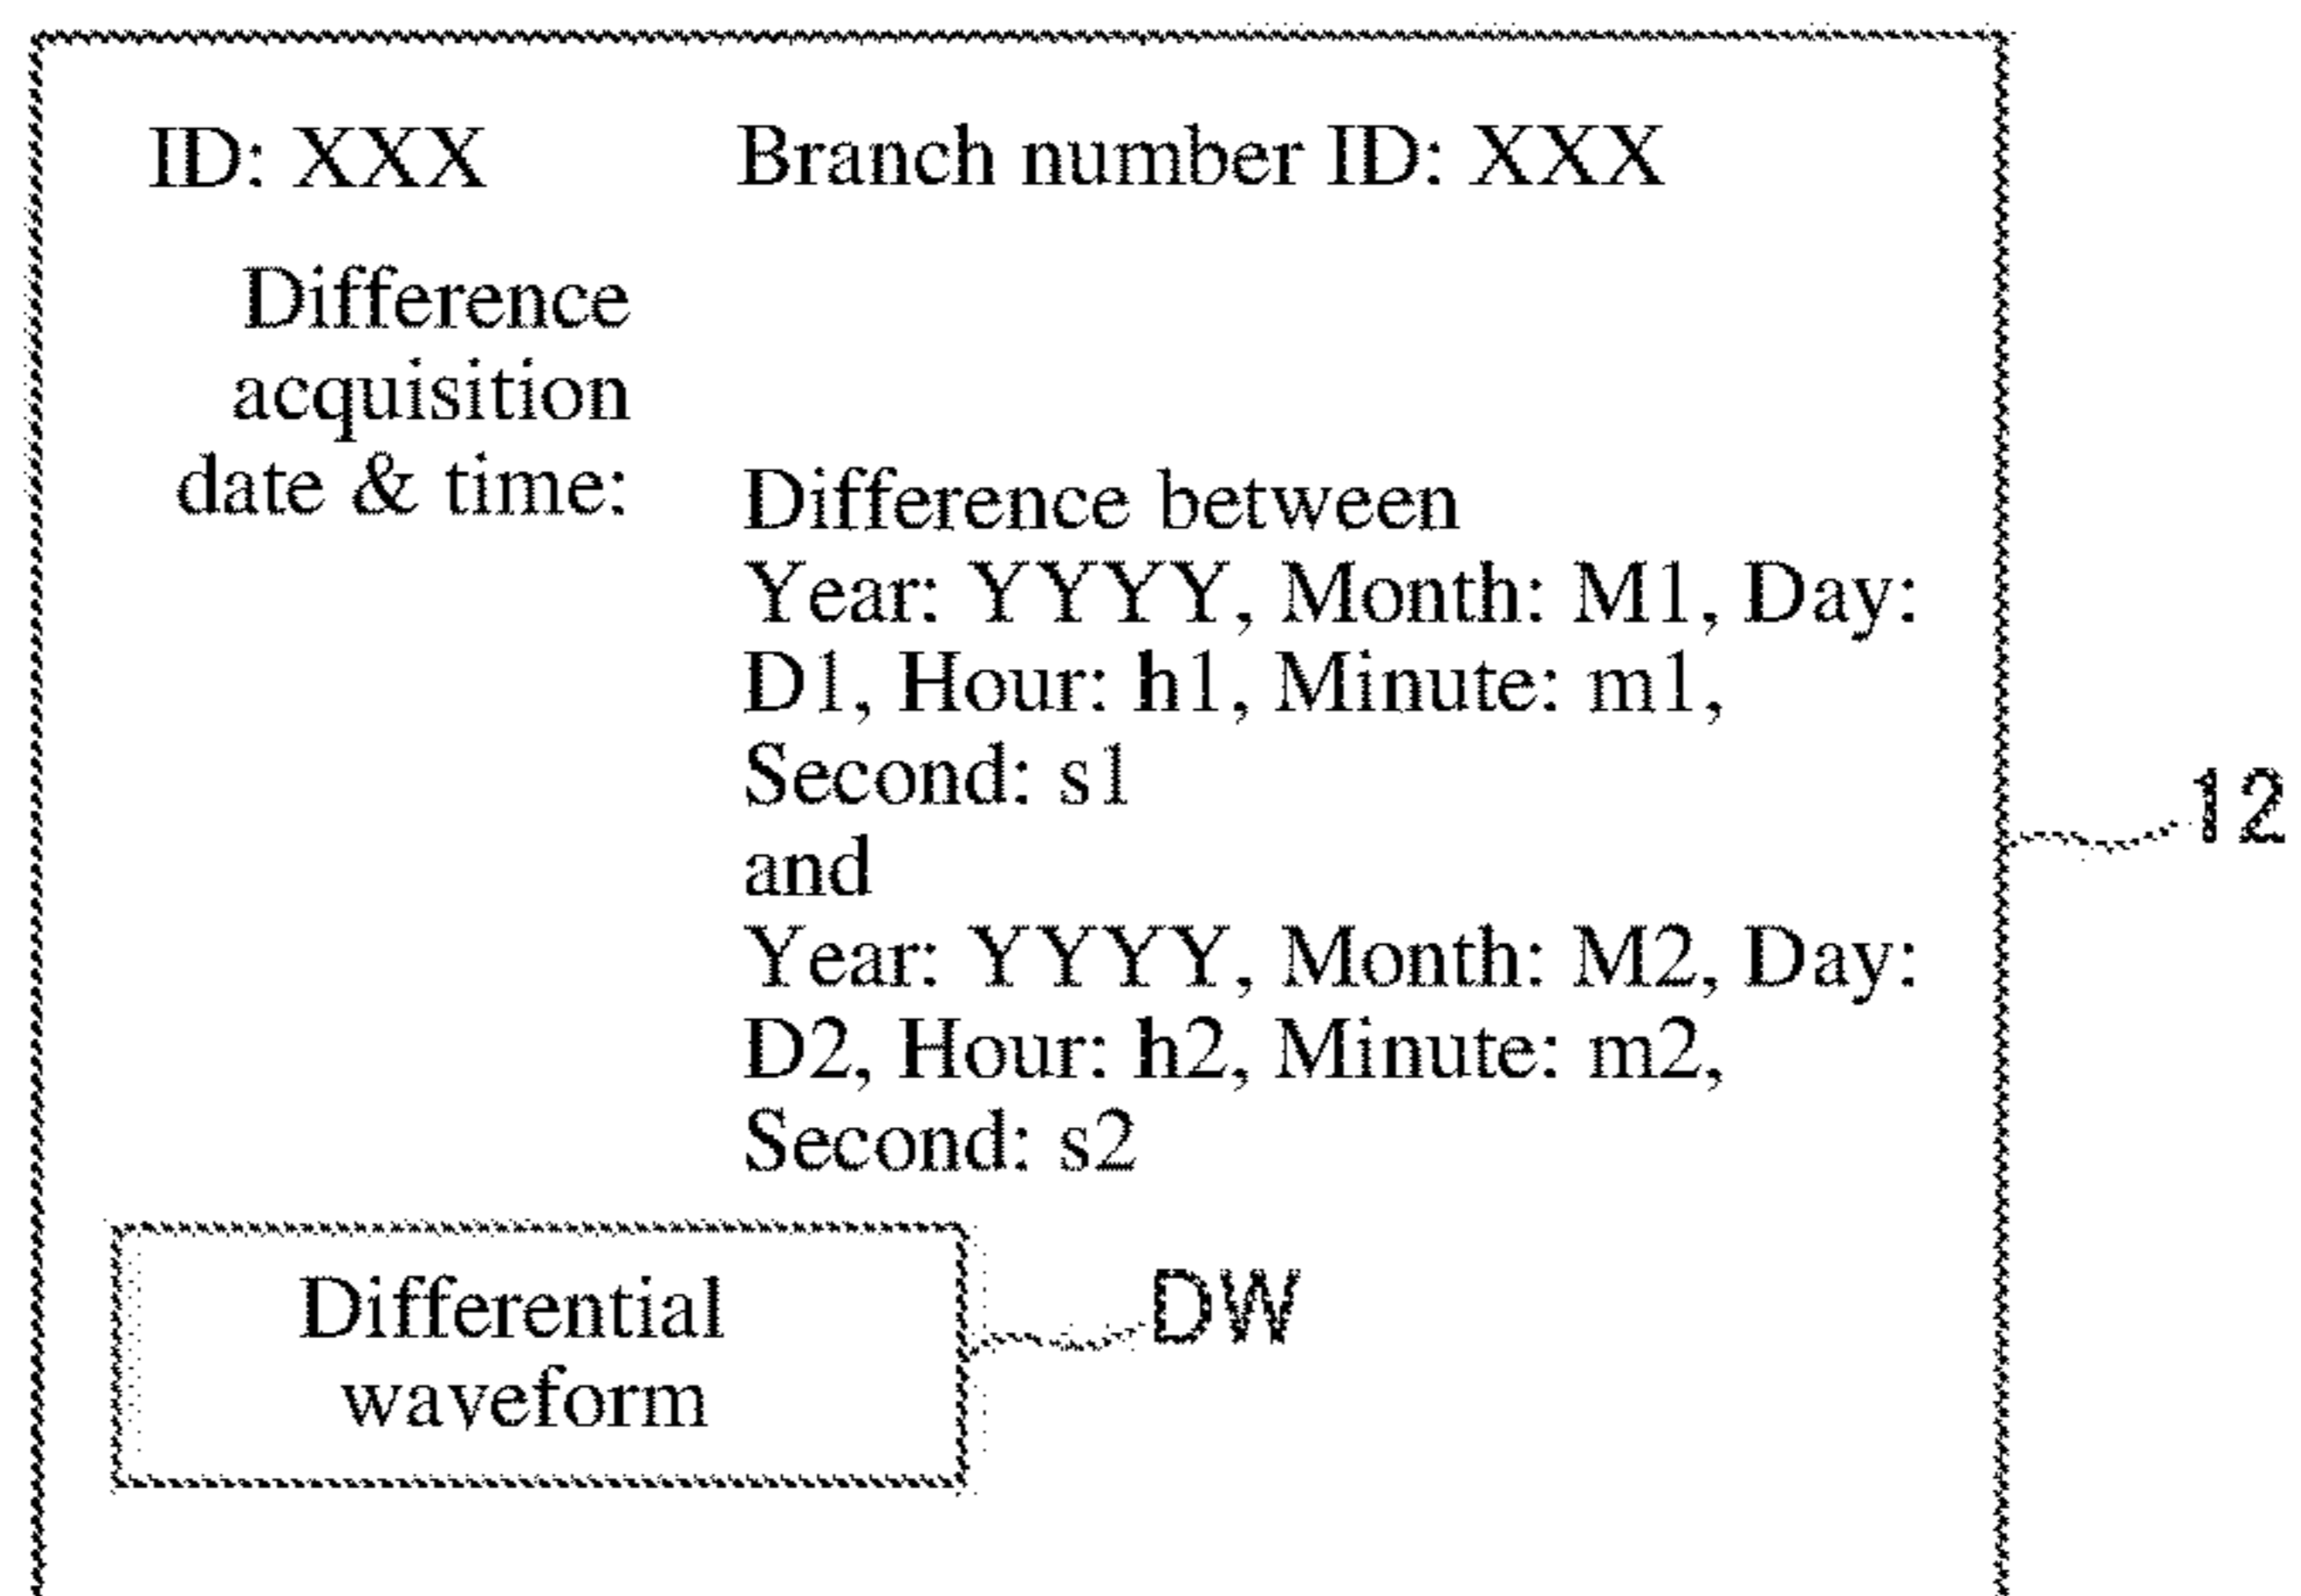 ID: XXX Branch number ID: XXX
Difference
acquisition
date & time:
Difference between
Year: YYYY, Month: M1, Day:
D1, Hour: h1, Minute: m1,
Second: s1
and
Year: YYYY, Month: M2, Day:
D2, Hour: h2, Minute: m2,
Second: s2
12
Differential
waveform
DW